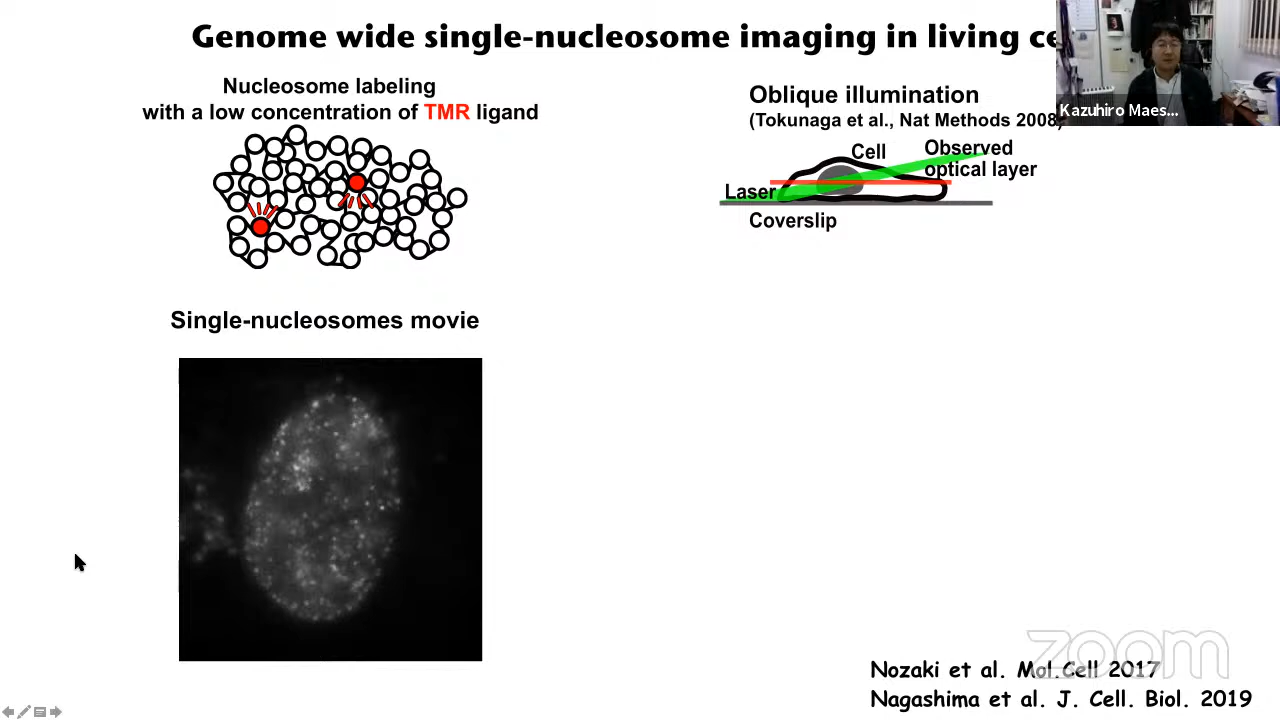 Genome wide single-nucleosome imaging in living ce
Kazuhiro Maes...
Nucleosome labeling
with a low concentration of TMR ligand
Oblique illumination
(Tokunaga et al., Nat Methods 2008)
Cell
Observed
optical layer
Laser
Coverslip
Single-nucleosomes movie
zoom
Nozaki et al. Mol.Cell 2017
Nagashima et al. J. Cell. Biol. 2019